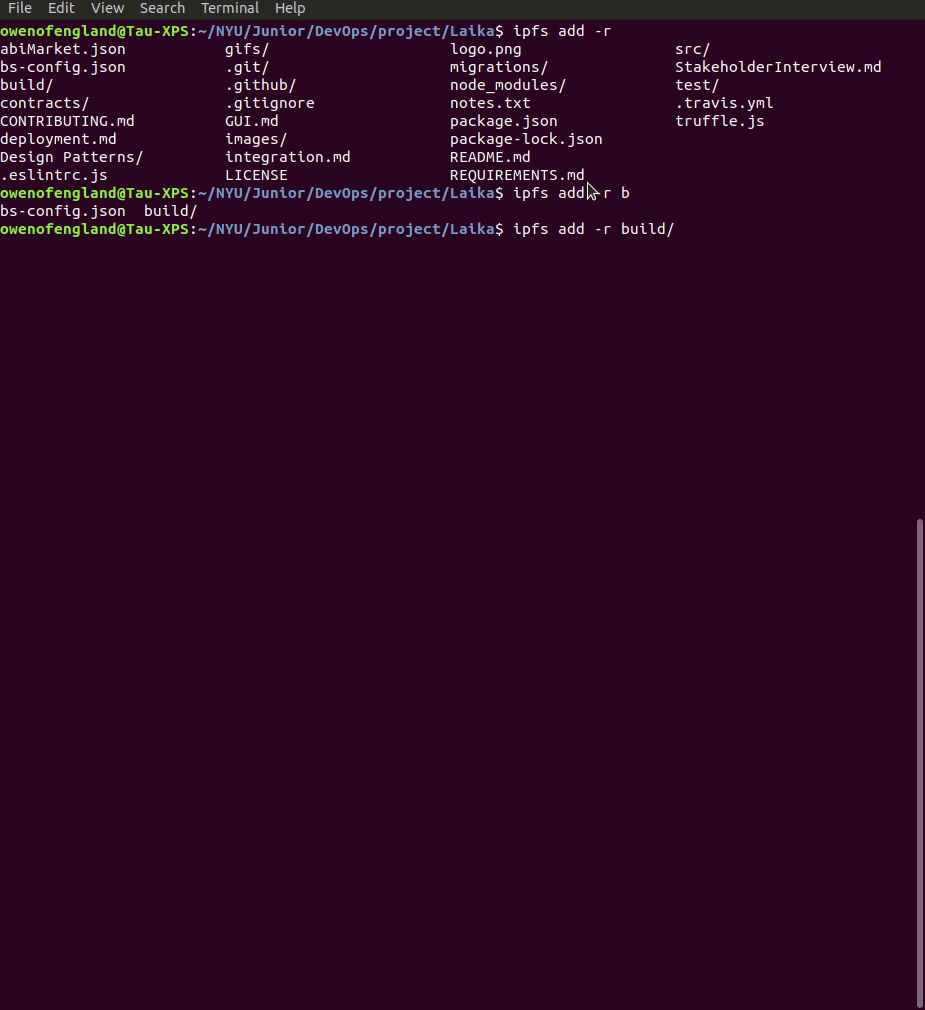 File Edit View Search Terminal Help
owenofengland@Tau-XPS:~/NYU/Junior/DevOps/project/Laika$ ipfs add -r
abiMarket.json gifs/ logo.png src/
bs-config.json .git/ migrations/ StakeholderInterview.md
build/ .github/ node_modules/ test/
contracts/ .gitignore notes.txt .travis.yml
CONTRIBUTING.md GUI.md package.json truffle.js
deployment.md images/ package-lock.json
Design Patterns/ integration.md README.md
.eslintrc.js LICENSE REQUIREMENTS.md
owenofengland@Tau-XPS:~/NYU/Junior/DevOps/project/Laika$ ipfs add -r b
bs-config.json build/
owenofengland@Tau-XPS:~/NYU/Junior/DevOps/project/Laika$ ipfs add -r build/